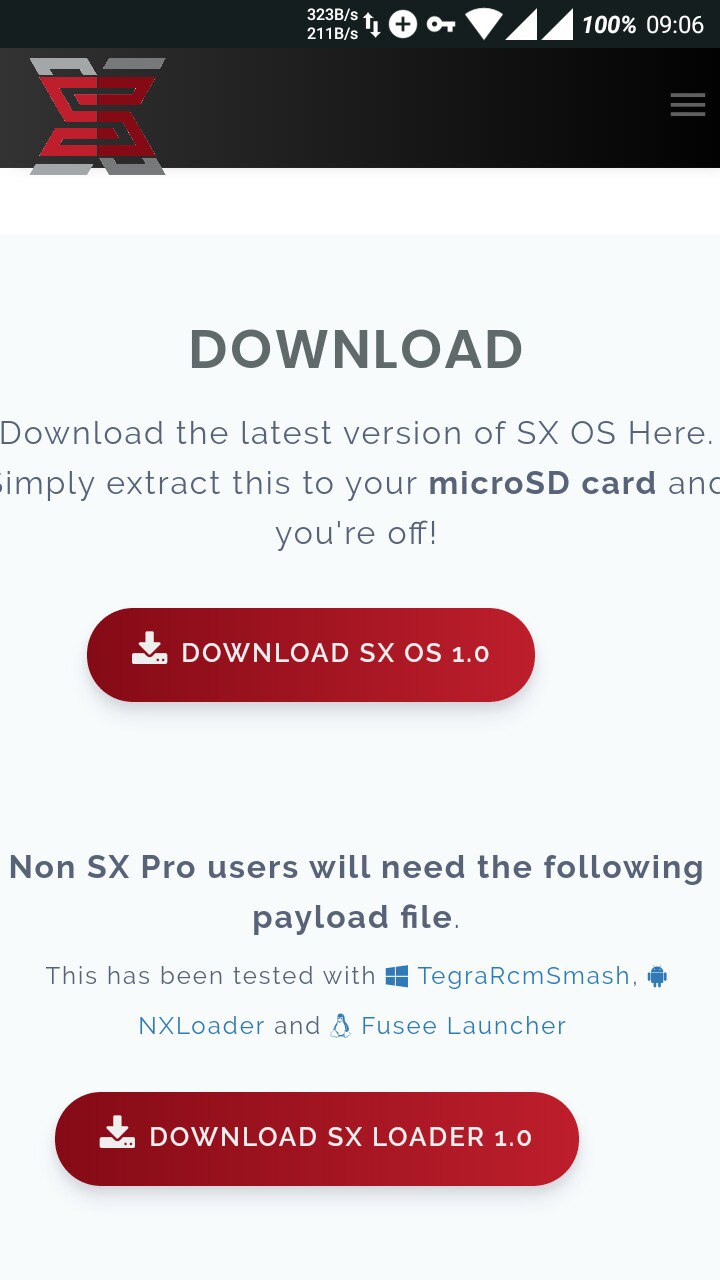 323B/s
211B/s
100% 09:06
DOWNLOAD
Download the latest version of SX OS Here.
Simply extract this to your microSD card and
you're off!
DOWNLOAD SX OS 1.0
Non SX Pro users will need the following
payload file.
This has been tested with TegraRcmSmash,
NXLoader and Fusee Launcher
DOWNLOAD SX LOADER 1.0